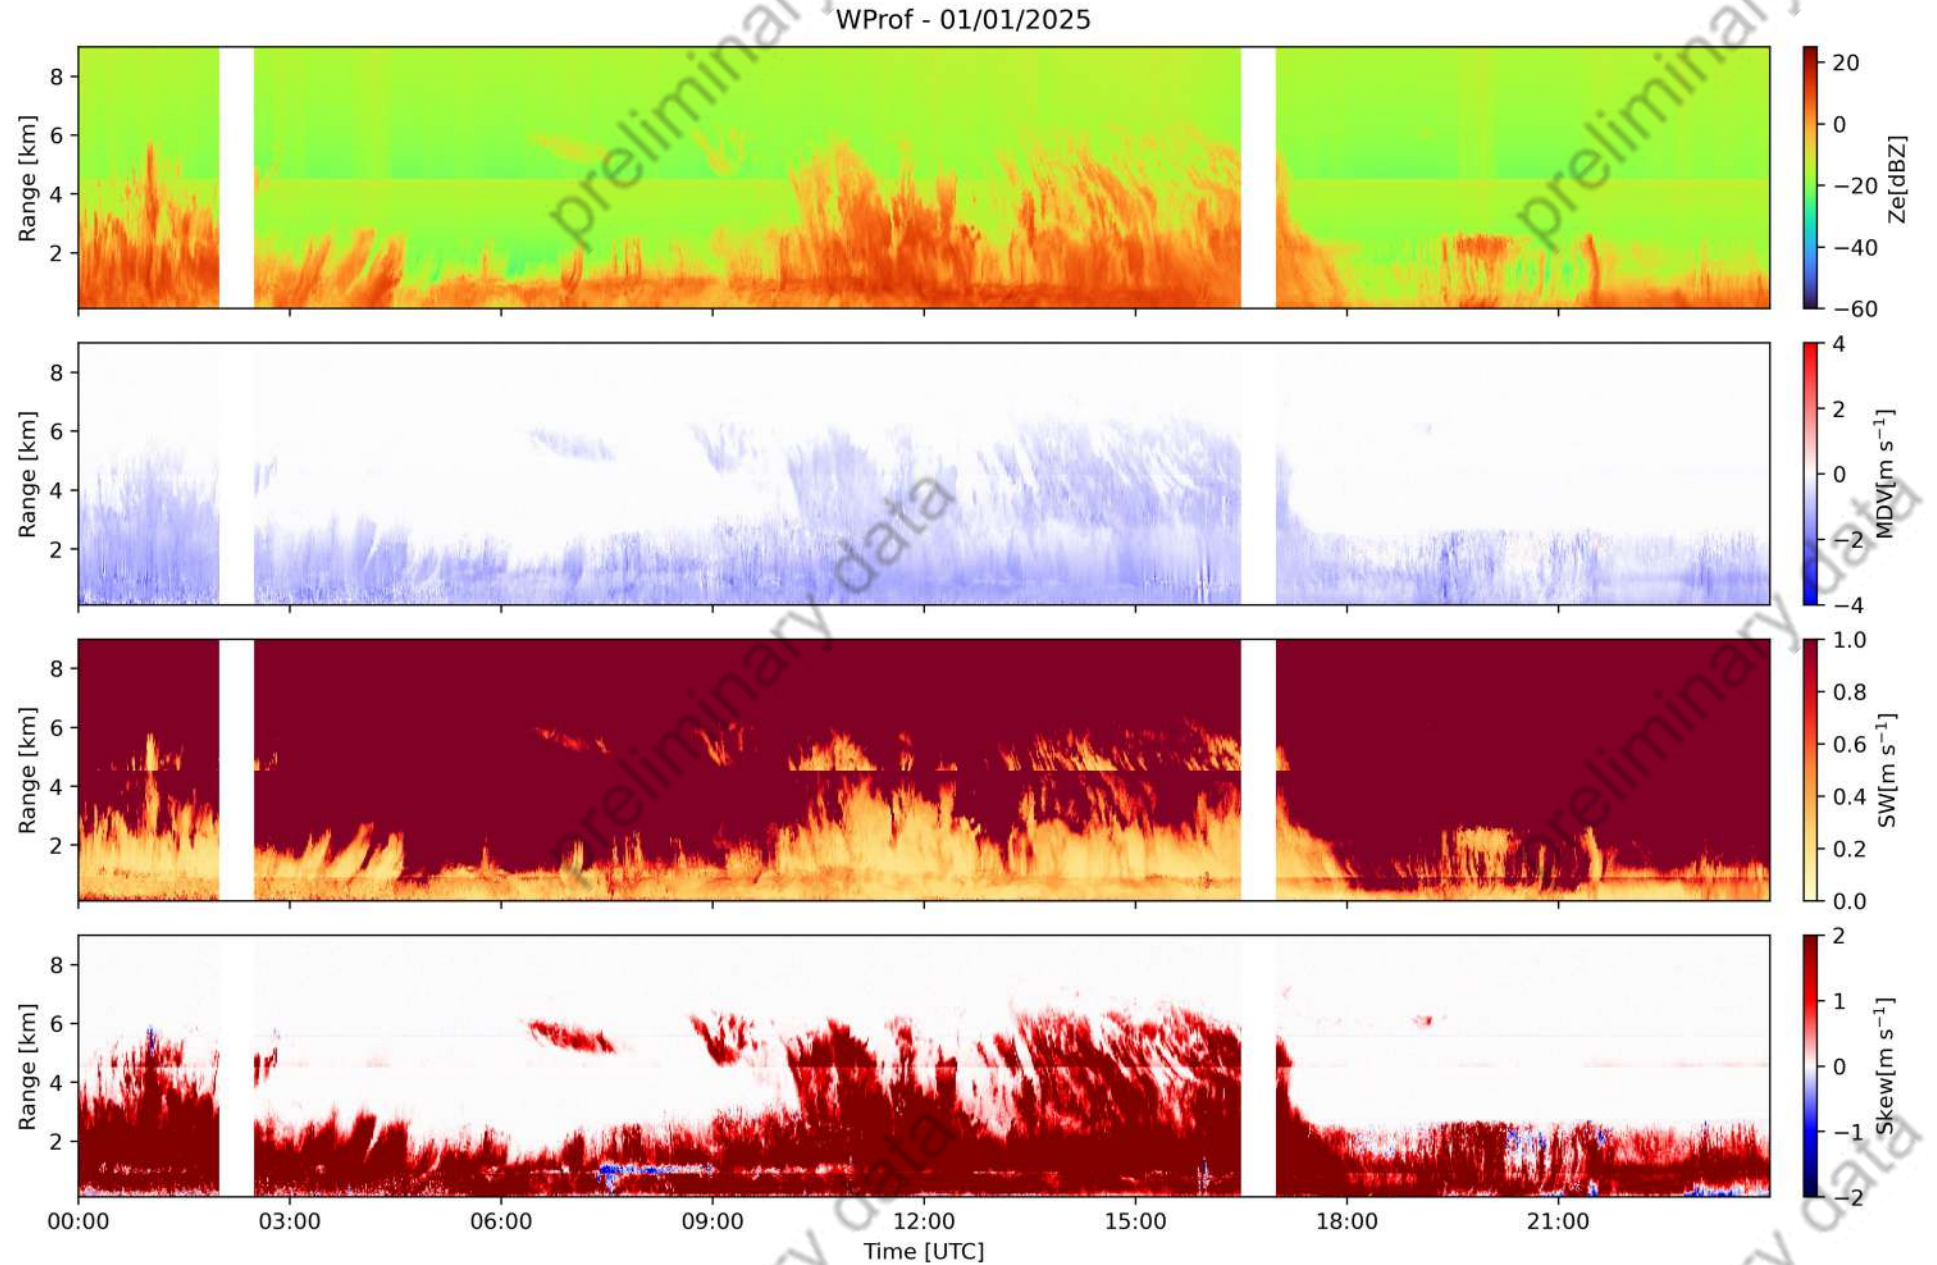 WProf - 01/01/2025
preliminary data
preliminary data
8
6
4
2
Range [km]
20
0
−20
−40
−60
Ze[dBZ]
8
6
4
2
Range [km]
4
2
0
−2
−4
MDV[m s⁻¹]
preliminary data
preliminary data
8
6
4
2
Range [km]
1.0
0.8
0.6
0.4
0.2
0.0
SW[m s⁻¹]
8
6
4
2
Range [km]
2
1
0
−1
−2
Skew[m s⁻¹]
00:00 03:00 06:00 09:00 12:00 15:00 18:00 21:00
Time [UTC]